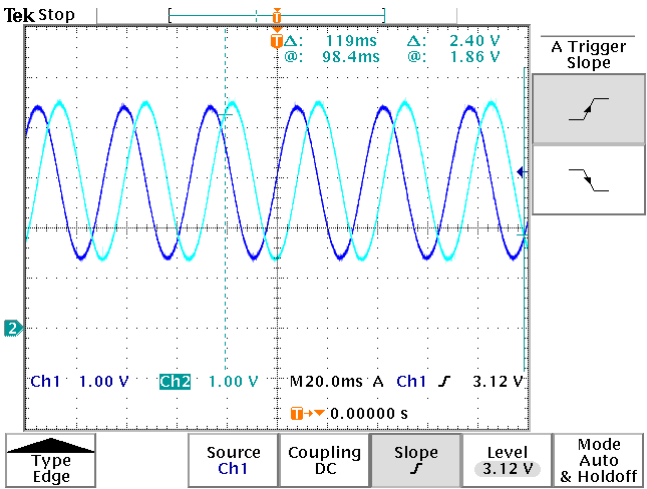 Tek Stop
T
T Δ: 119ms Δ: 2.40 V
@: 98.4ms @: 1.86 V
A Trigger
Slope
2
Ch1 1.00 V Ch2 1.00 V M20.0ms A Ch1 3.12 V
T 0.00000 s
Type
Edge
Source
Ch1
Coupling
DC
Slope
Level
3.12 V
Mode
Auto
& Holdoff